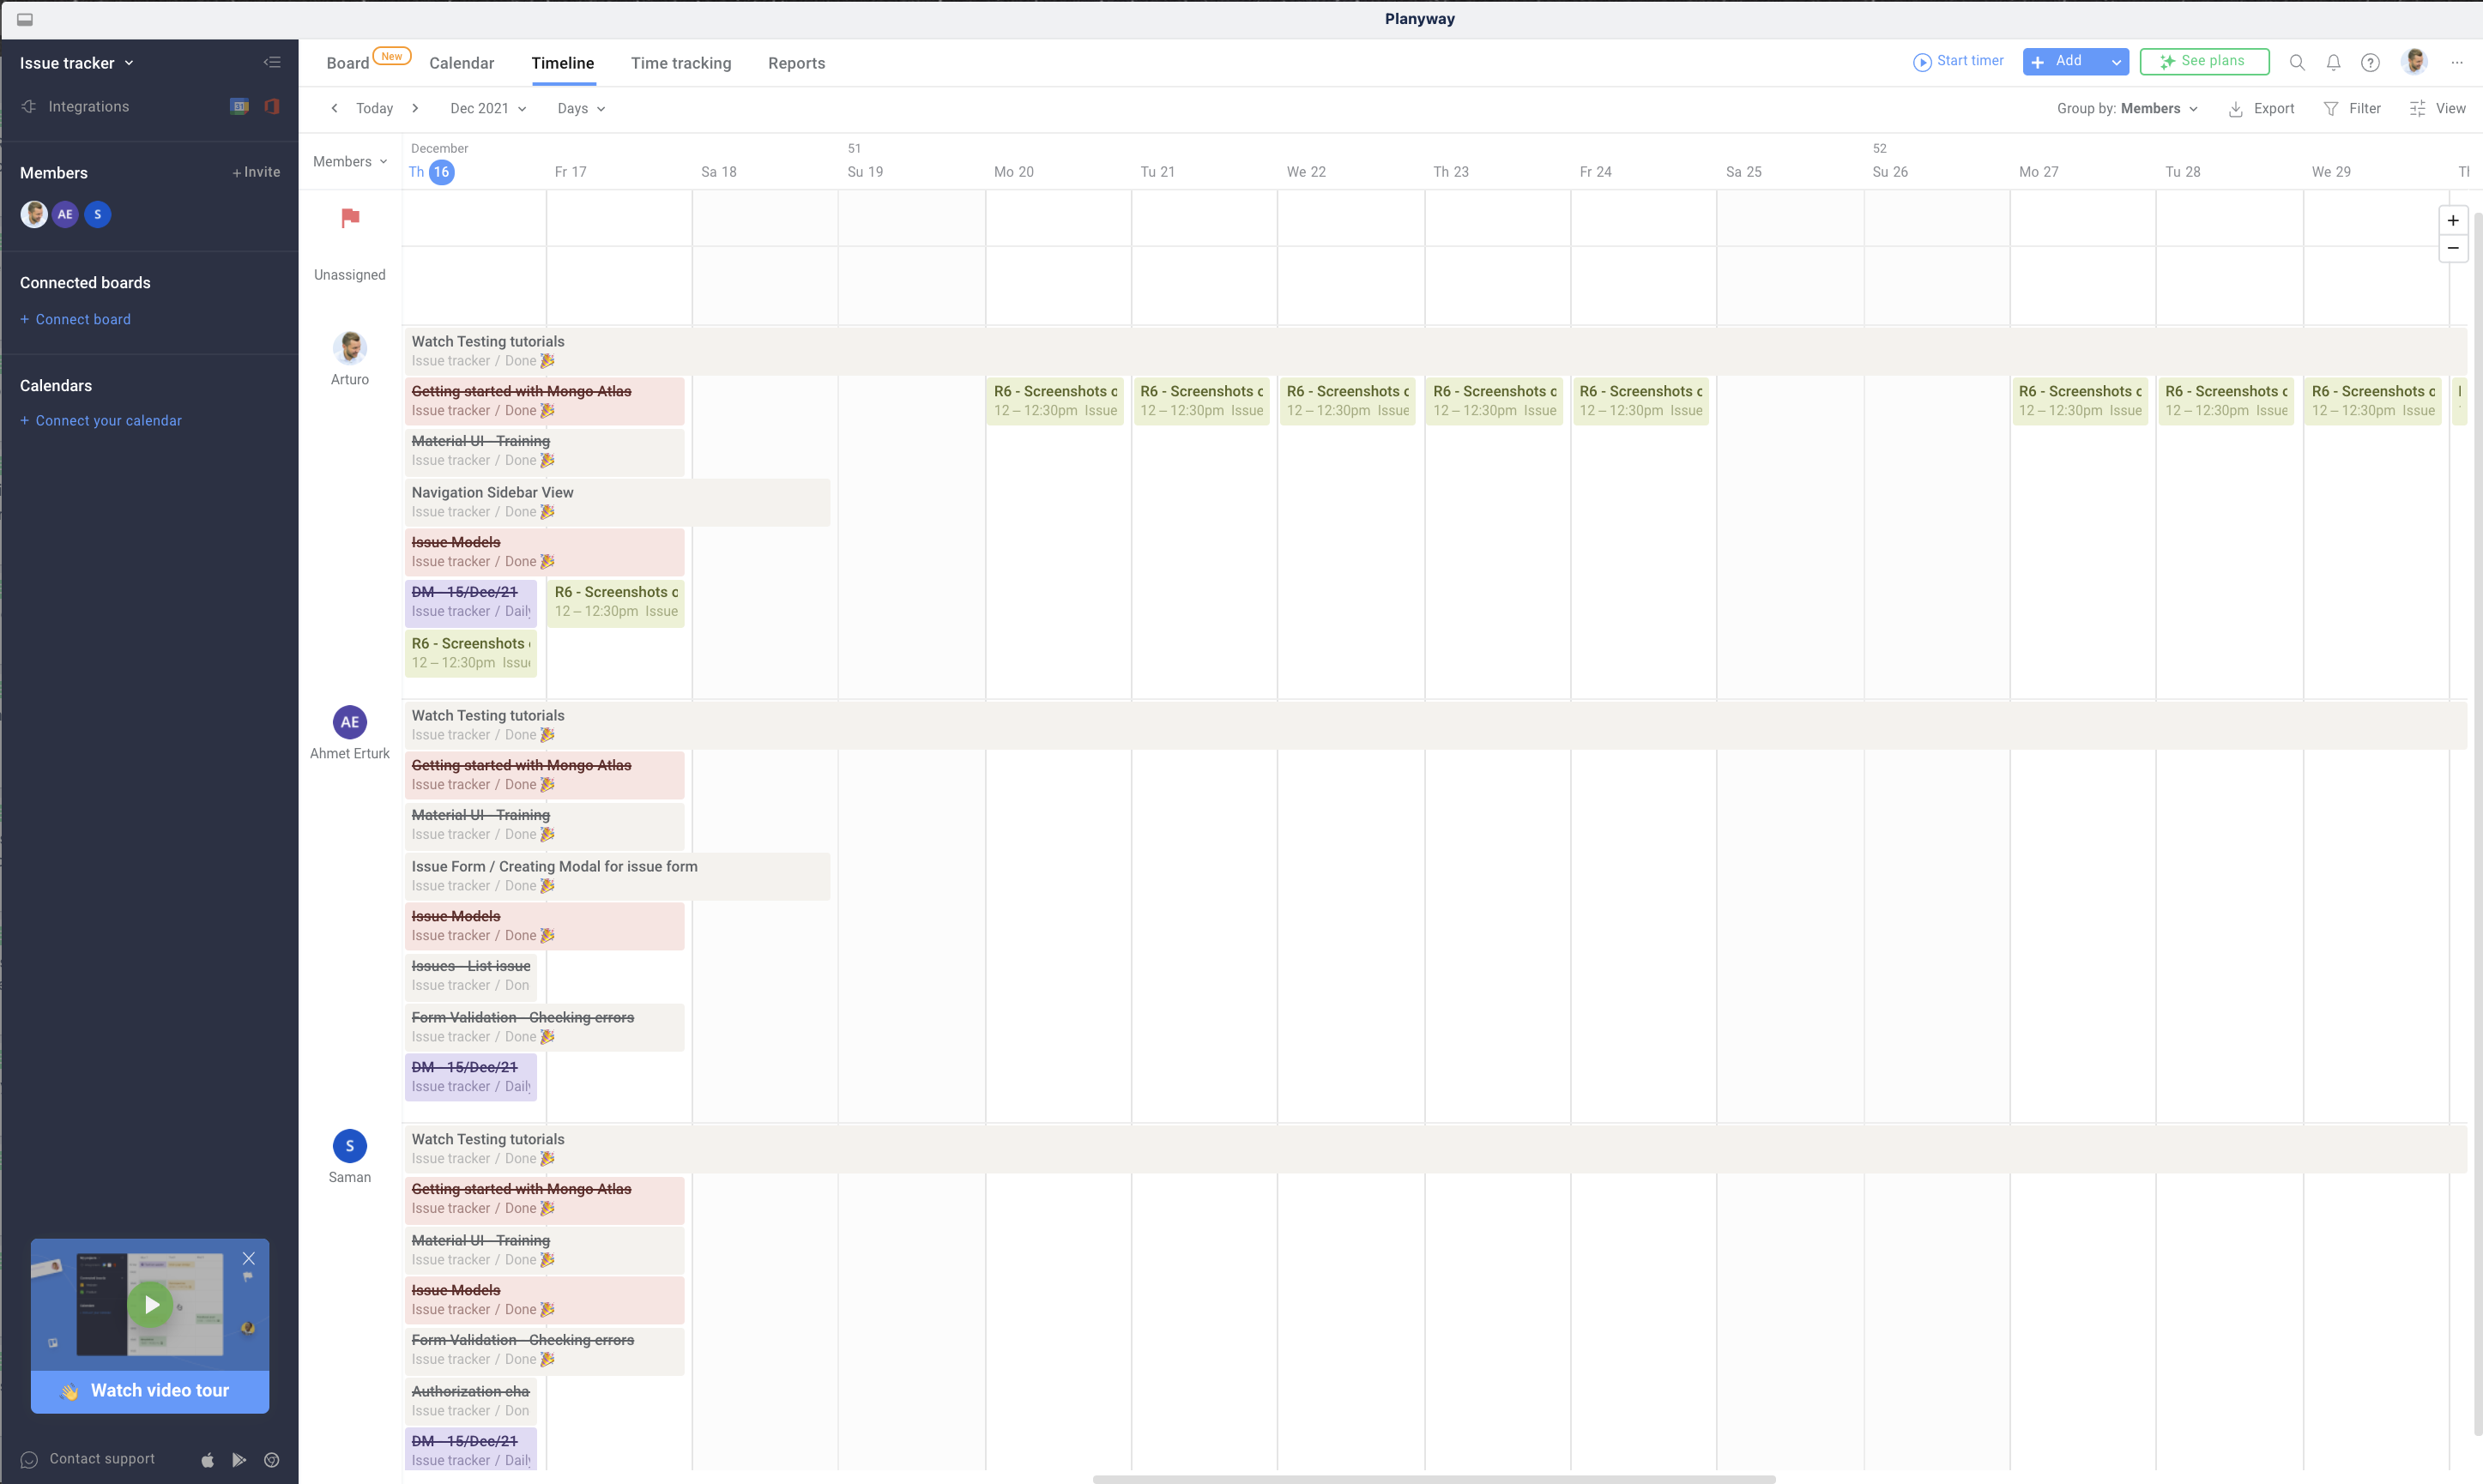 Planyway
Issue tracker
Integrations
31
Members
+ Invite
AE
S
Connected boards
+ Connect board
Calendars
+ Connect your calendar
Watch video tour
Contact support
Board
New
Calendar
Timeline
Time tracking
Reports
Start timer
+ Add
See plans
?
Today
Dec 2021
Days
Group by: Members
Export
Filter
View
Members
December
51
52
Th 16
Fr 17
Sa 18
Su 19
Mo 20
Tu 21
We 22
Th 23
Fr 24
Sa 25
Su 26
Mo 27
Tu 28
We 29
+
−
Unassigned
Arturo
Watch Testing tutorials
Issue tracker / Done 🎉
Getting started with Mongo Atlas
Issue tracker / Done 🎉
R6 - Screenshots
12 – 12:30pm Issue
R6 - Screenshots
12 – 12:30pm Issue
R6 - Screenshots
12 – 12:30pm Issue
R6 - Screenshots
12 – 12:30pm Issue
R6 - Screenshots
12 – 12:30pm Issue
R6 - Screenshots
12 – 12:30pm Issue
R6 - Screenshots
12 – 12:30pm Issue
R6 - Screenshots
12 – 12:30pm Issue
Material UI - Training
Issue tracker / Done 🎉
Navigation Sidebar View
Issue tracker / Done 🎉
Issue Models
Issue tracker / Done 🎉
DM - 15/Dec/21
Issue tracker / Daily
R6 - Screenshots
12 – 12:30pm Issue
R6 - Screenshots
12 – 12:30pm Issu
AE
Ahmet Erturk
Watch Testing tutorials
Issue tracker / Done 🎉
Getting started with Mongo Atlas
Issue tracker / Done 🎉
Material UI - Training
Issue tracker / Done 🎉
Issue Form / Creating Modal for issue form
Issue tracker / Done 🎉
Issue Models
Issue tracker / Done 🎉
Issues - List issue
Issue tracker / Don
Form Validation - Checking errors
Issue tracker / Done 🎉
DM - 15/Dec/21
Issue tracker / Daily
S
Saman
Watch Testing tutorials
Issue tracker / Done 🎉
Getting started with Mongo Atlas
Issue tracker / Done 🎉
Material UI - Training
Issue tracker / Done 🎉
Issue Models
Issue tracker / Done 🎉
Form Validation - Checking errors
Issue tracker / Done 🎉
Authorization cha
Issue tracker / Don
DM - 15/Dec/21
Issue tracker / Daily